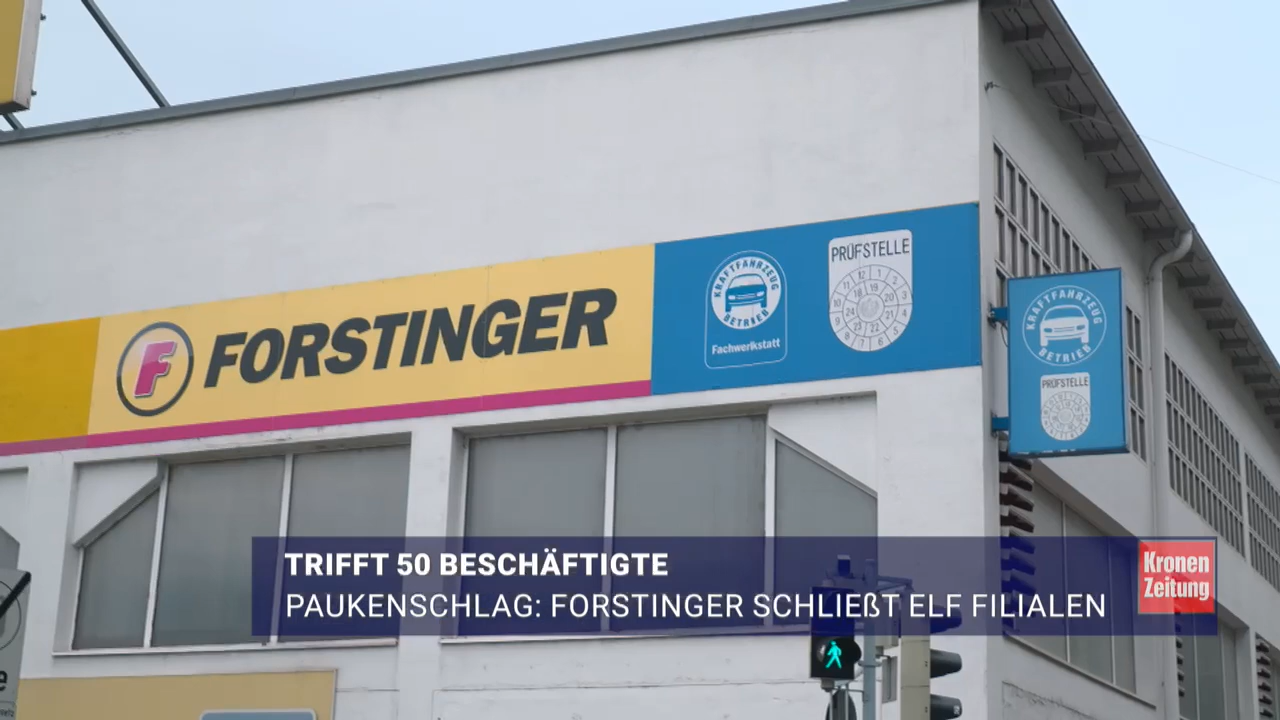 F FORSTINGER
KRAFTFAHRZEUG
BETRIEB
Fachwerkstatt
PRÜFSTELLE
KRAFTFAHRZEUG
BETRIEB
PRÜFSTELLE
TRIFFT 50 BESCHÄFTIGTE
PAUKENSCHLAG: FORSTINGER SCHLIEßT ELF FILIALEN
Kronen
Zeitung